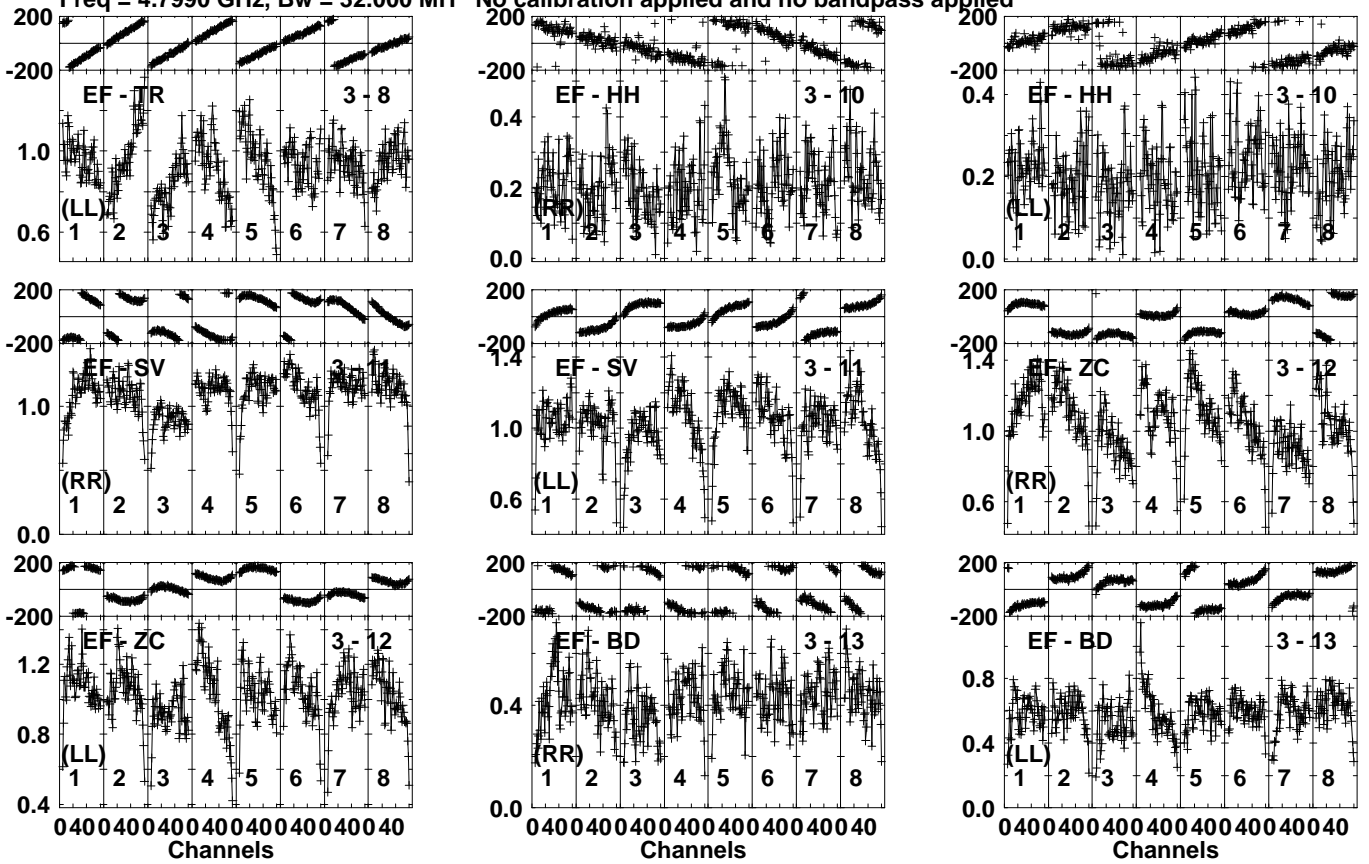 Freq = 4.7990 GHz, Bw = 32.000 MH No calibration applied and no bandpass applied
200
-200
EF - TR 3 - 8
1.0
0.6
(LL)
1 2 3 4 5 6 7 8
200
-200
EF - HH 3 - 10
0.4
0.2
0.0
(RR)
1 2 3 4 5 6 7 8
200
-200
EF - HH 3 - 10
0.4
0.2
0.0
(LL)
1 2 3 4 5 6 7 8
200
-200
EF - SV 3 - 11
1.0
0.0
(RR)
1 2 3 4 5 6 7 8
200
-200
EF - SV 3 - 11
1.4
1.0
0.6
(LL)
1 2 3 4 5 6 7 8
200
-200
EF - ZC 3 - 12
1.4
1.0
0.6
(RR)
1 2 3 4 5 6 7 8
200
-200
EF - ZC 3 - 12
1.2
0.8
0.4
(LL)
1 2 3 4 5 6 7 8
0 40 0 40 0 40 0 40 0 40 0 40 0 40 0 40
Channels
200
-200
EF - BD 3 - 13
0.4
0.0
(RR)
1 2 3 4 5 6 7 8
0 40 0 40 0 40 0 40 0 40 0 40 0 40 0 40
Channels
200
-200
EF - BD 3 - 13
0.8
0.4
0.0
(LL)
1 2 3 4 5 6 7 8
0 40 0 40 0 40 0 40 0 40 0 40 0 40 0 40
Channels